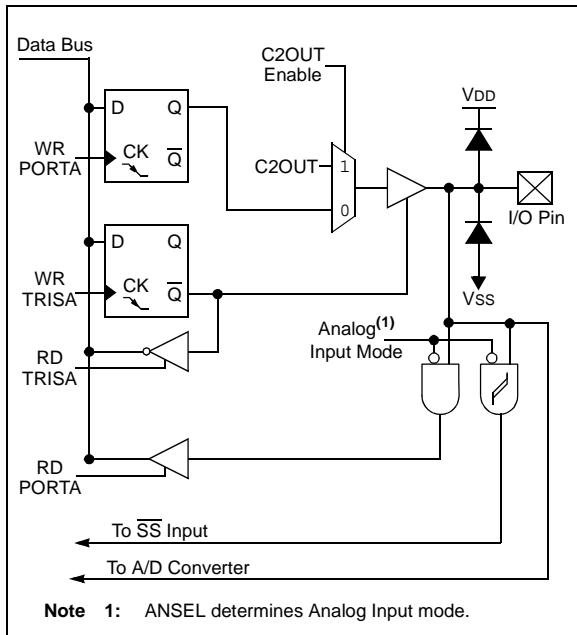 Data Bus
C2OUT
Enable
VDD
D Q
WR
PORTA
CK
Q
C2OUT
1
0
I/O Pin
D Q
WR
TRISA
CK
Q
VSS
Analog(1)
Input Mode
RD
TRISA
RD
PORTA
To SS Input
To A/D Converter
Note 1: ANSEL determines Analog Input mode.